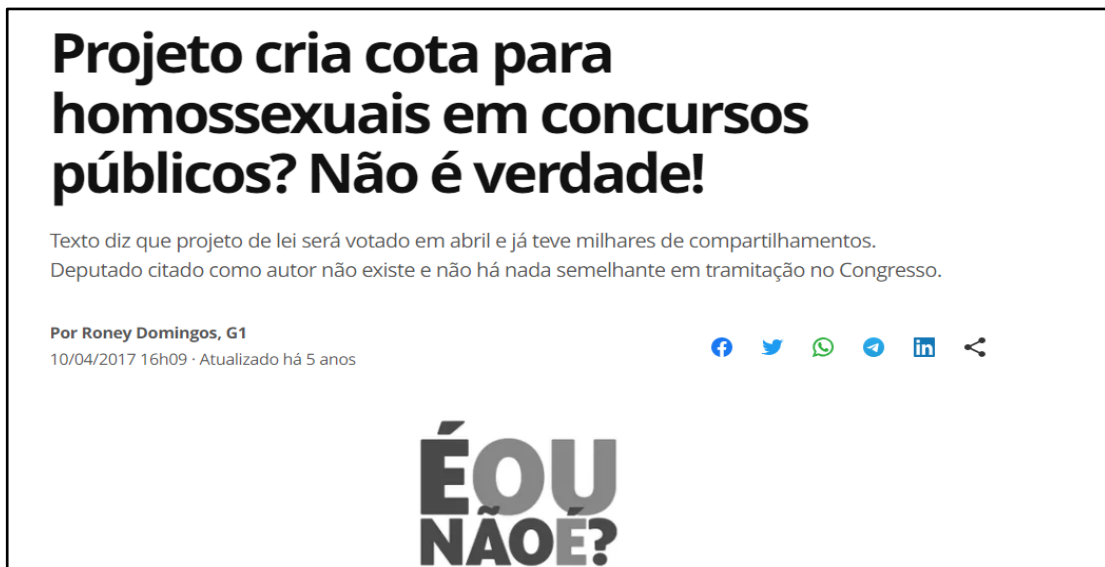 Projeto cria cota para
homossexuais em concursos
públicos? Não é verdade!
Texto diz que projeto de lei será votado em abril e já teve milhares de compartilhamentos.
Deputado citado como autor não existe e não há nada semelhante em tramitação no Congresso.
Por Roney Domingos, G1
10/04/2017 16h09 · Atualizado há 5 anos
ÉOU
NÃOÉ?